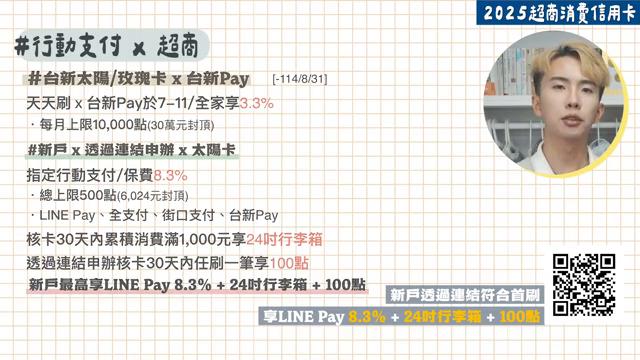 2025超商消費信用卡
#行動支付 x 超商
#台新太陽/玫瑰卡 x 台新Pay [-114/8/31]
天天刷 x 台新Pay於7-11/全家享3.3%
·每月上限10,000點(30萬元封頂)
#新戶 x 透過連結申辦 x 太陽卡
指定行動支付/保費8.3%
·總上限500點(6,024元封頂)
·LINE Pay、全支付、街口支付、台新Pay
核卡30天內累積消費滿1,000元享24吋行李箱
透過連結申辦核卡30天內任刷一筆享100點
新戶最高享LINE Pay 8.3% + 24吋行李箱 + 100點
新戶透過連結符合首刷
享LINE Pay 8.3% + 24吋行李箱 + 100點